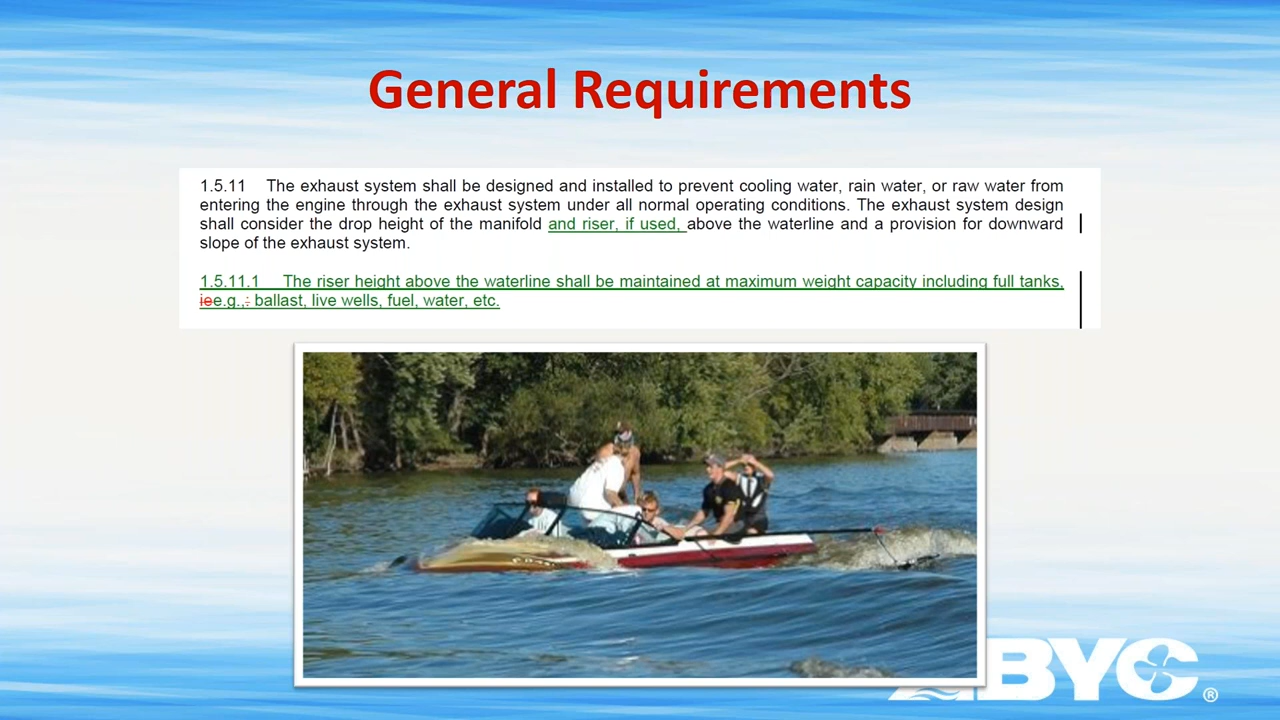 General Requirements
1.5.11 The exhaust system shall be designed and installed to prevent cooling water, rain water, or raw water from
entering the engine through the exhaust system under all normal operating conditions. The exhaust system design
shall consider the drop height of the manifold and riser, if used, above the waterline and a provision for downward
slope of the exhaust system.
1.5.11.1 The riser height above the waterline shall be maintained at maximum weight capacity including full tanks,
iee.g.,: ballast, live wells, fuel, water, etc.
ABYC®